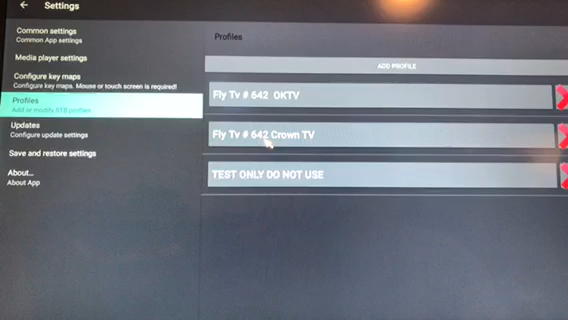 Settings
Common settings
Common App settings
Media player settings
Configure key maps
Configure key maps. Mouse or touch screen is required!
Profiles
Add or modify STB profiles
Updates
Configure update settings
Save and restore settings
About...
About App
Profiles
ADD PROFILE
Fly Tv # 642 OKTV
Fly Tv # 642 Crown TV
TEST ONLY DO NOT USE